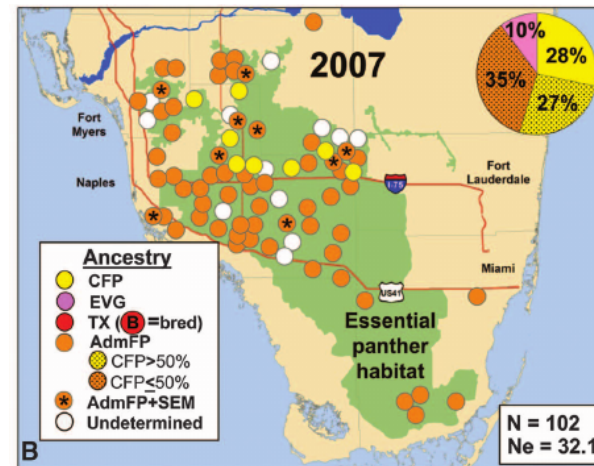 2007
10%
28%
35%
27%
Fort
Myers
Naples
Fort
Lauderdale
I-75
Miami
US41
Essential
panther
habitat
Ancestry
CFP
EVG
TX (B=bred)
AdmFP
CFP>50%
CFP≤50%
* AdmFP+SEM
Undetermined
B
N = 102
Ne = 32.1